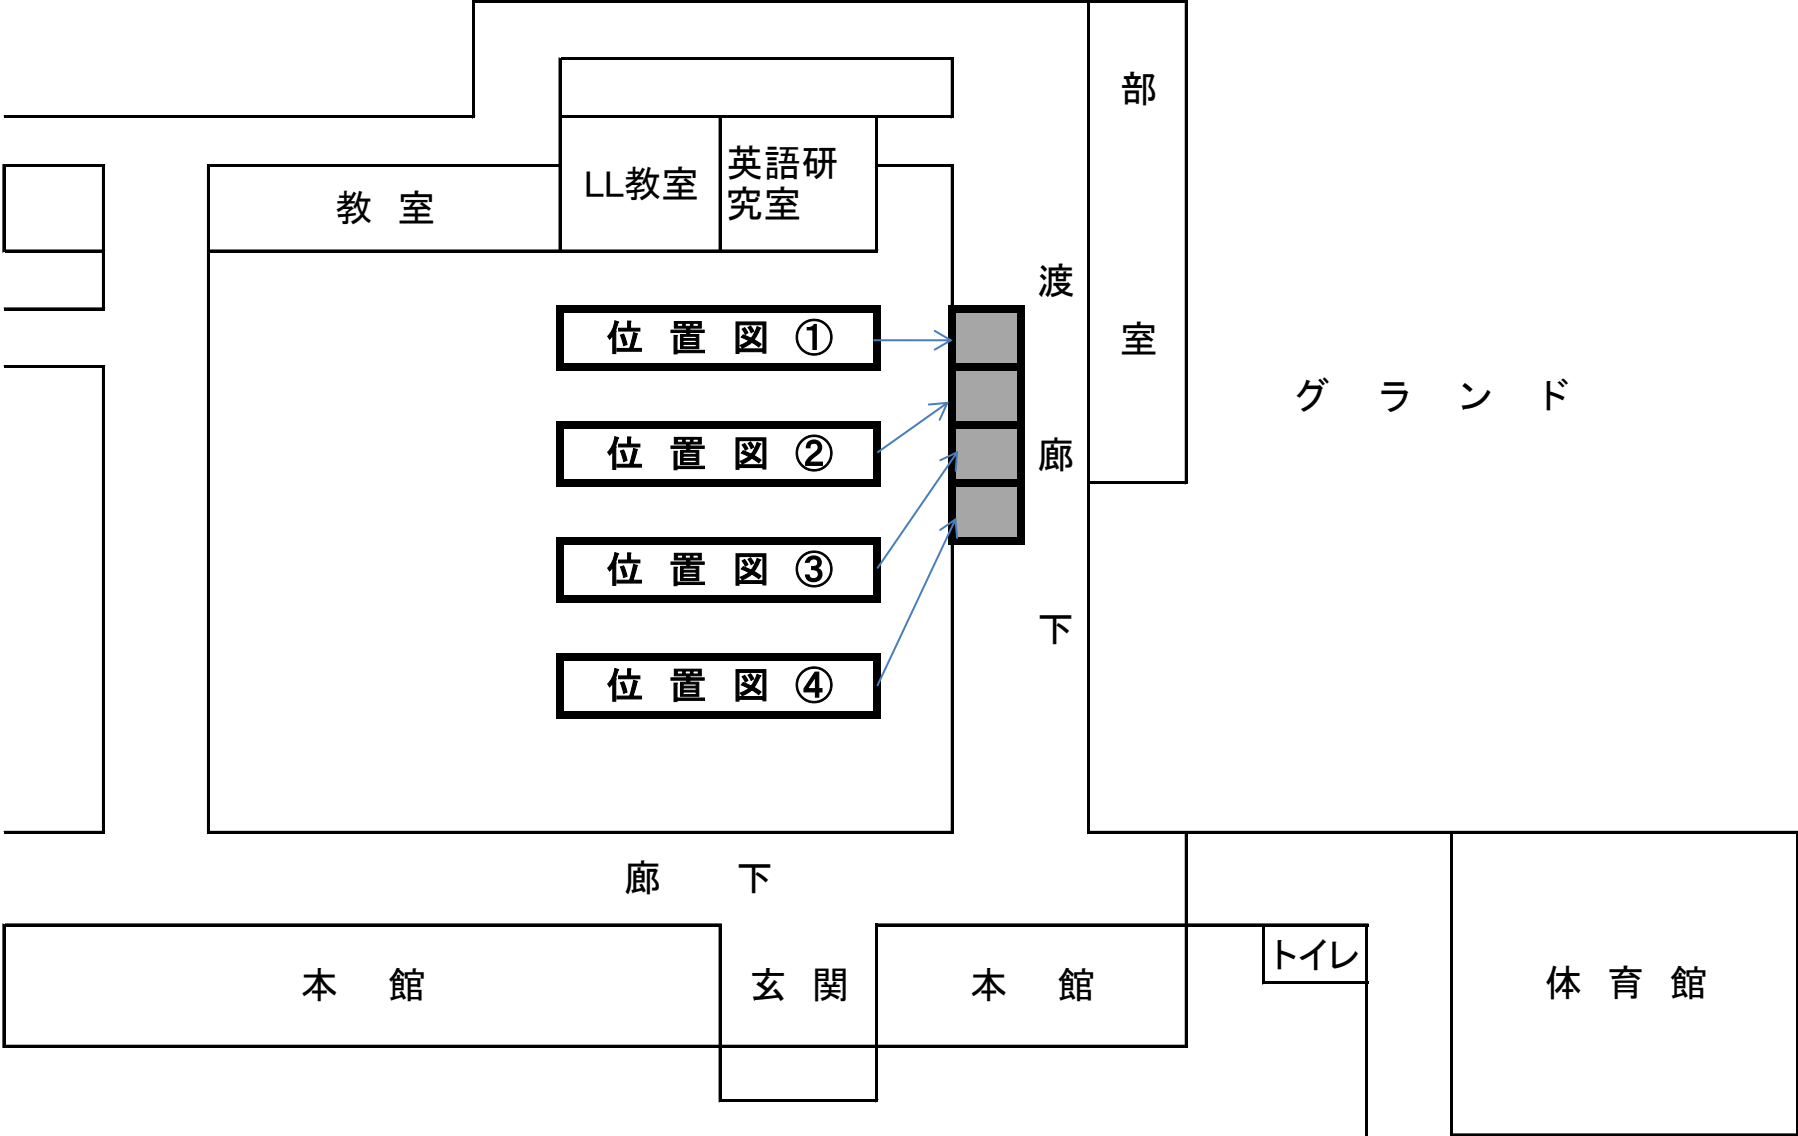 部室
教 室
LL教室
英語研
究室
渡廊下
位 置 図 ①
位 置 図 ②
位 置 図 ③
位 置 図 ④
グ ラ ン ド
廊 下
本 館
玄 関
本 館
トイレ
体 育 館